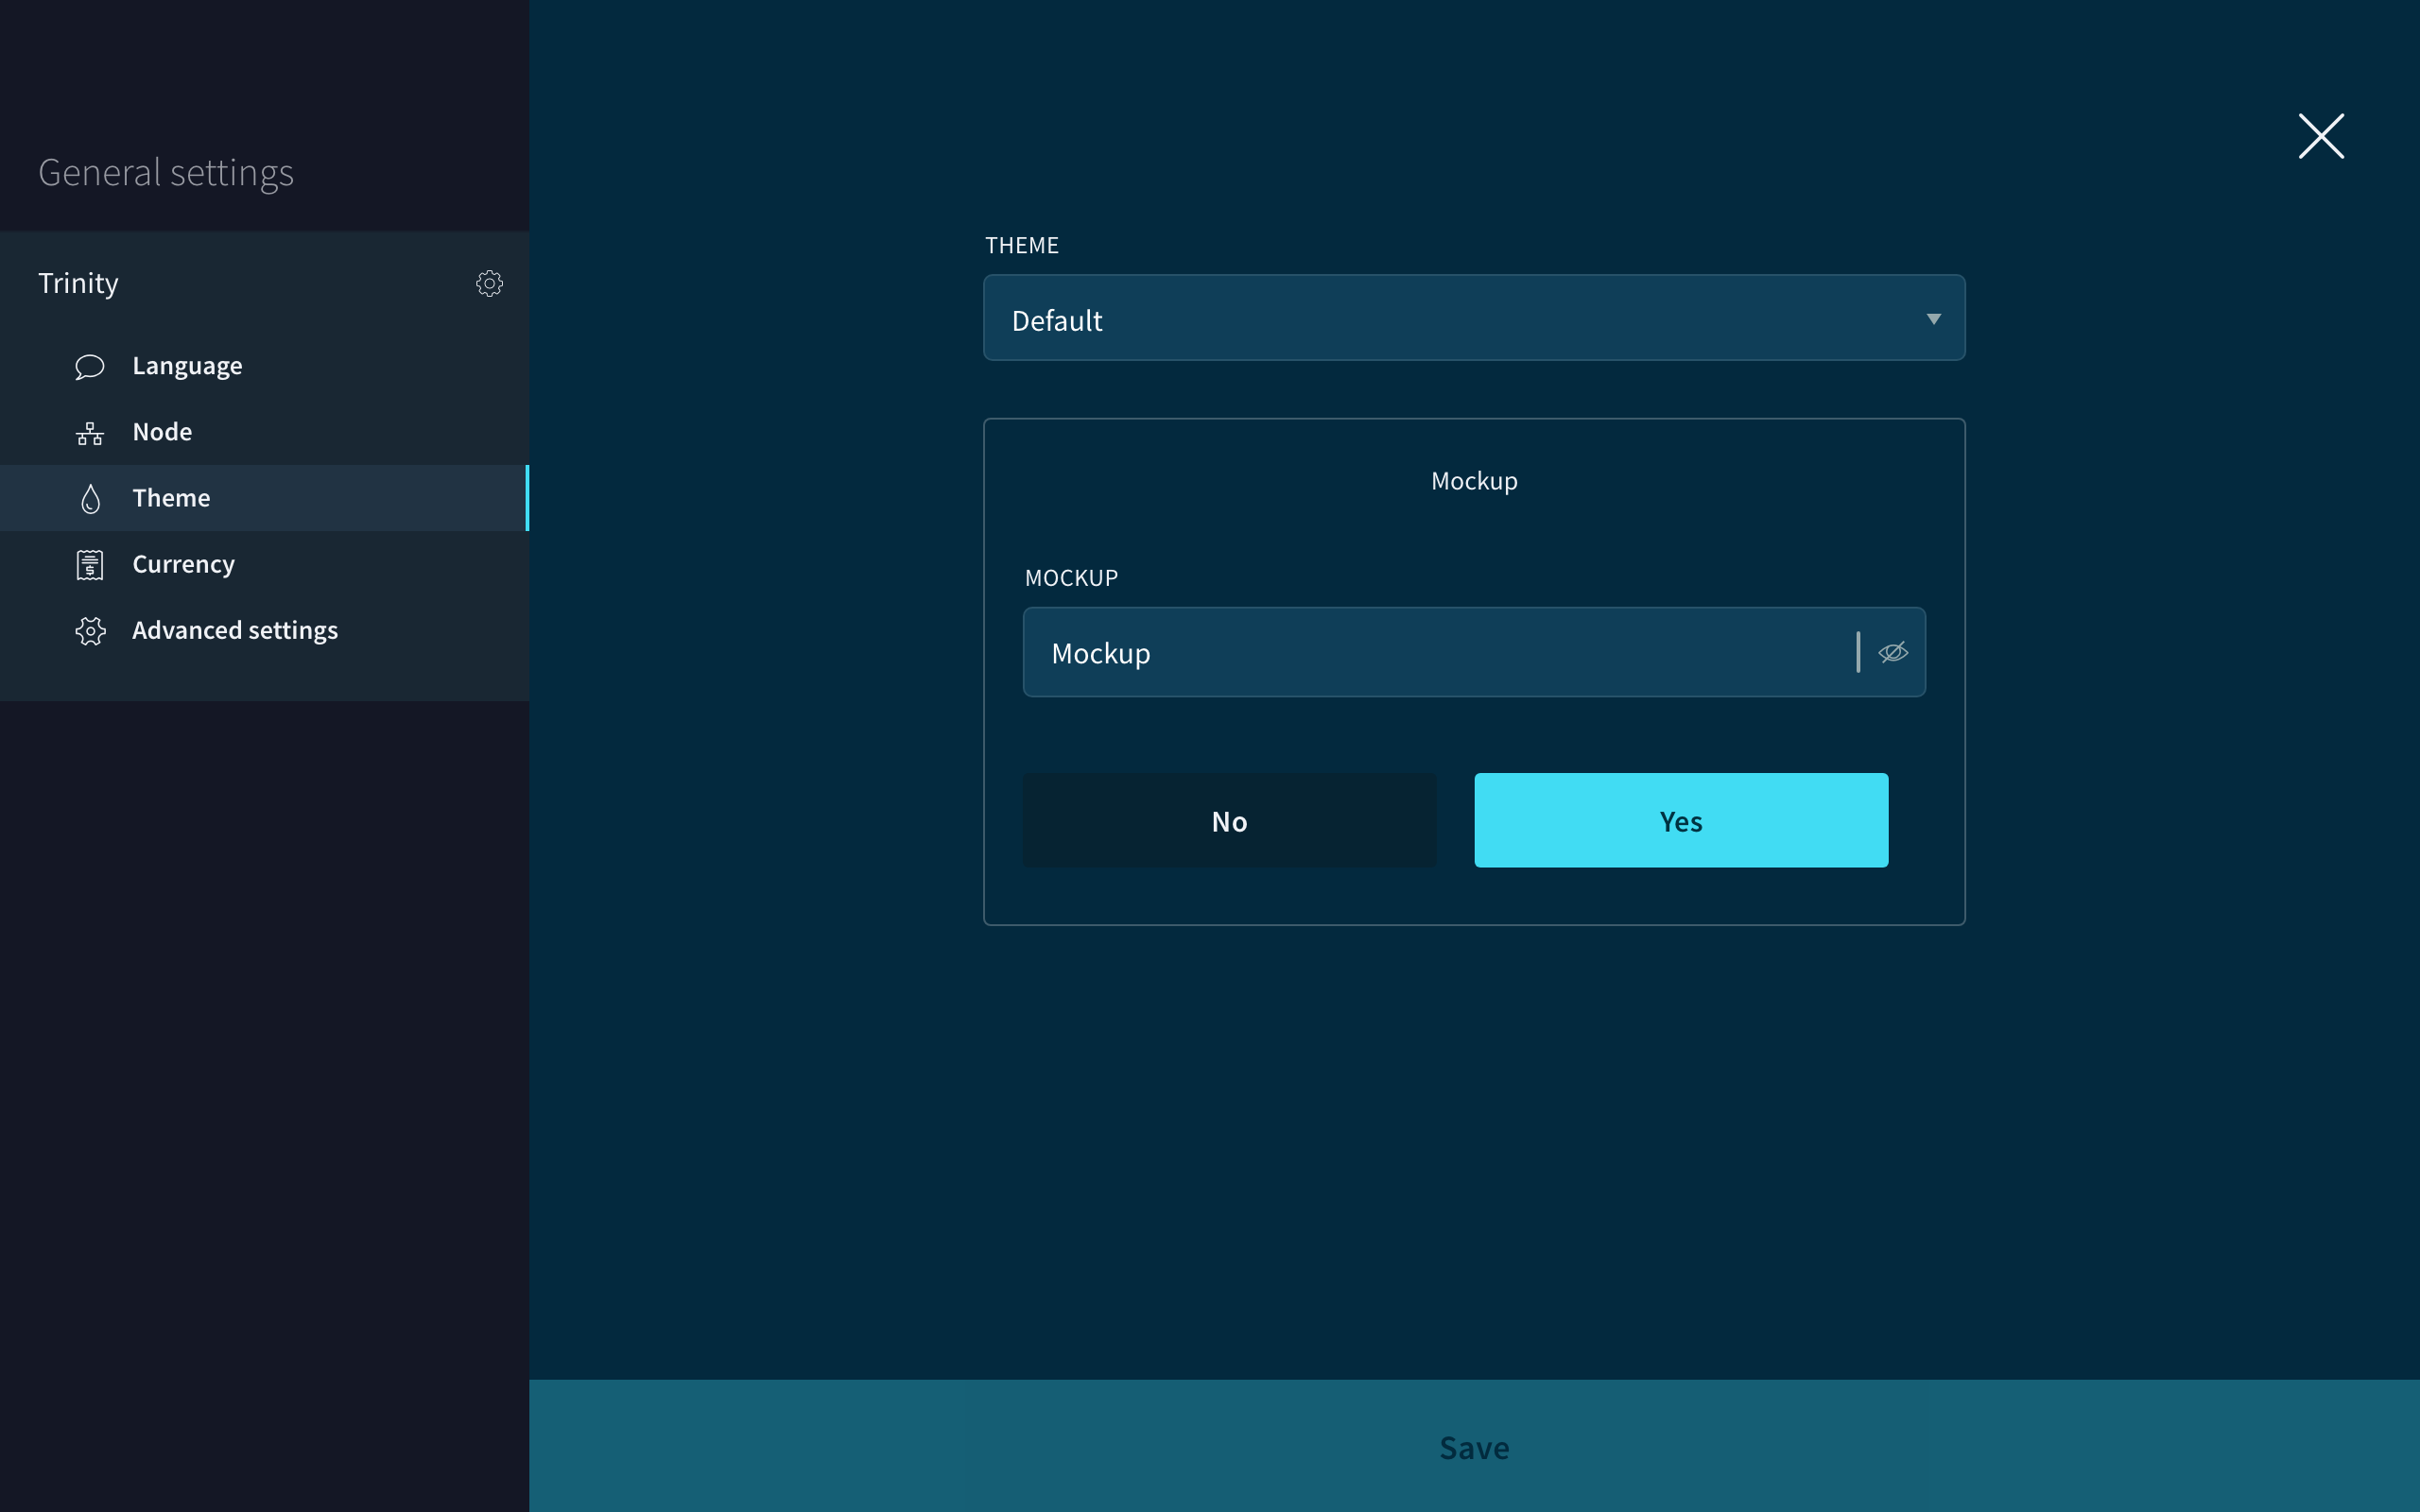 General settings
Trinity
Language
Node
Theme
Currency
Advanced settings
THEME
Default
Mockup
MOCKUP
Mockup
No
Yes
Save